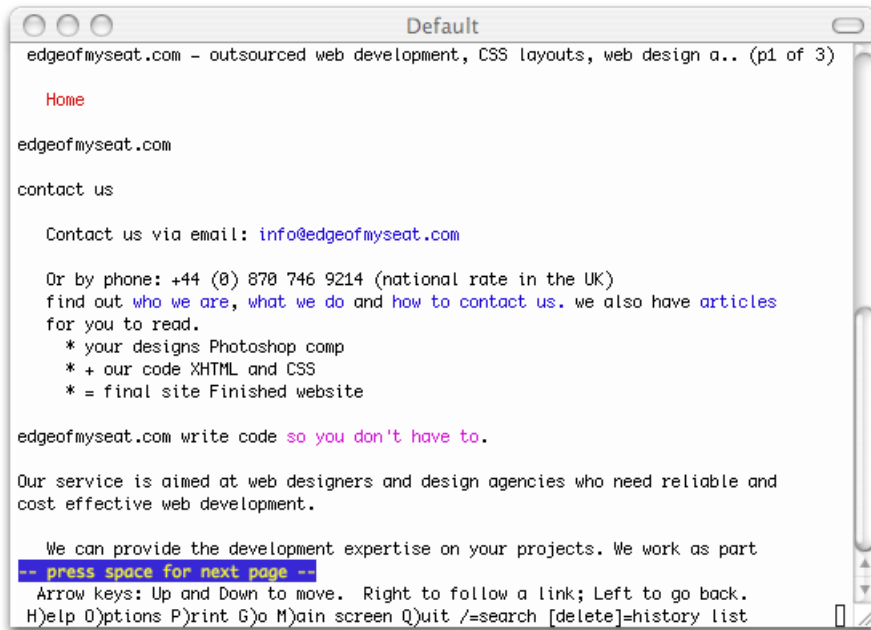 Default
edgeofmyseat.com - outsourced web development, CSS layouts, web design a.. (p1 of 3)
Home
edgeofmyseat.com
contact us
Contact us via email: info@edgeofmyseat.com
Or by phone: +44 (0) 870 746 9214 (national rate in the UK)
find out who we are, what we do and how to contact us. we also have articles
for you to read.
* your designs Photoshop comp
* + our code XHTML and CSS
* = final site Finished website
edgeofmyseat.com write code so you don't have to.
Our service is aimed at web designers and design agencies who need reliable and
cost effective web development.
We can provide the development expertise on your projects. We work as part
-- press space for next page --
Arrow keys: Up and Down to move. Right to follow a link; Left to go back.
H)elp O)ptions P)rint G)o M)ain screen Q)uit /=search [delete]=history list